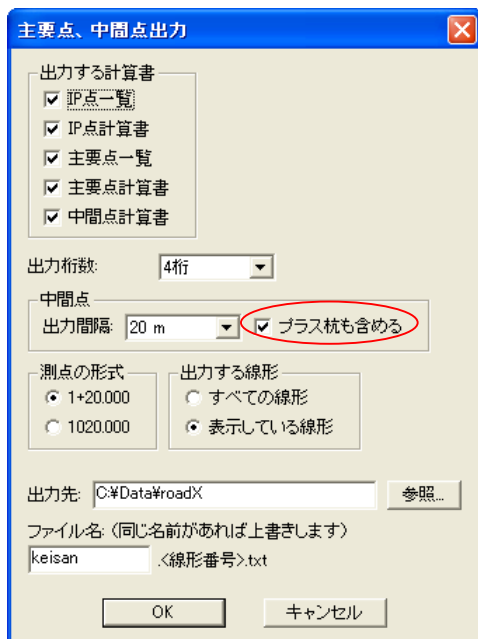 主要点、中間点出力
出力する計算書
IP点一覧
IP点計算書
主要点一覧
主要点計算書
中間点計算書
出力桁数: 4桁
中間点
出力間隔: 20 m プラス杭も含める
測点の形式 出力する線形
1+20.000 すべての線形
1020.000 表示している線形
出力先: C:¥Data¥roadX 参照...
ファイル名: (同じ名前があれば上書きします)
keisan .<線形番号>.txt
OK キャンセル